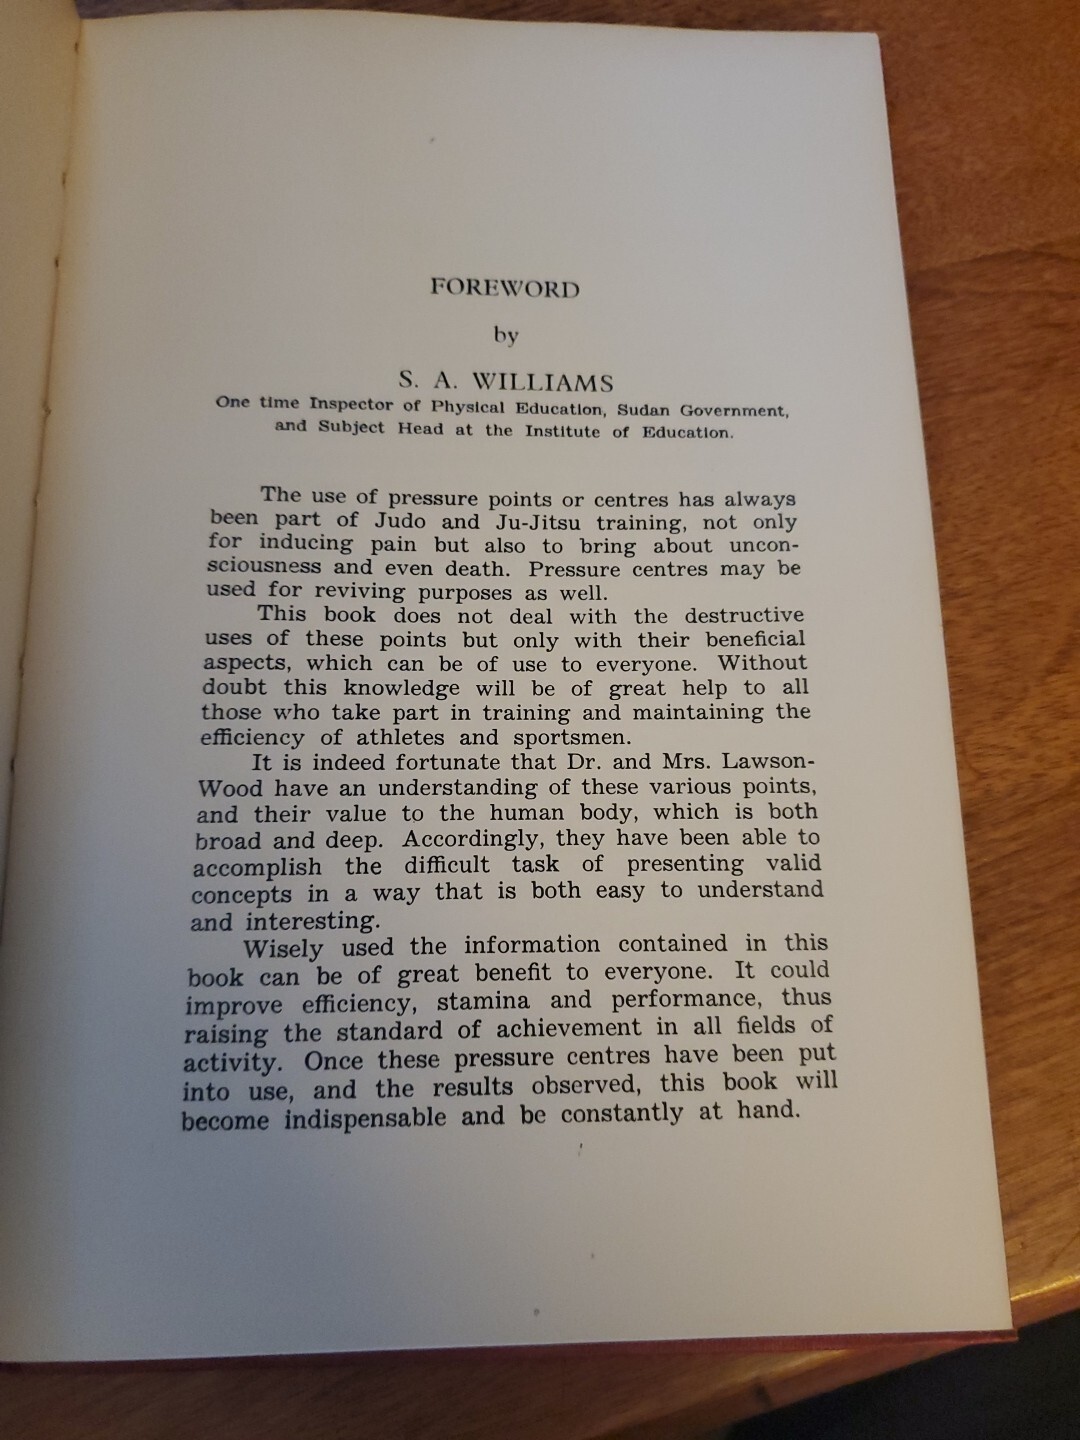 FOREWORD
by
S. A. WILLIAMS
One time Inspector of Physical Education, Sudan Government,
and Subject Head at the Institute of Education.
The use of pressure points or centres has always
been part of Judo and Ju-Jitsu training, not only
for inducing pain but also to bring about uncon-
sciousness and even death. Pressure centres may be
used for reviving purposes as well.
This book does not deal with the destructive
uses of these points but only with their beneficial
aspects, which can be of use to everyone. Without
doubt this knowledge will be of great help to all
those who take part in training and maintaining the
efficiency of athletes and sportsmen.
It is indeed fortunate that Dr. and Mrs. Lawson-
Wood have an understanding of these various points,
and their value to the human body, which is both
broad and deep. Accordingly, they have been able to
accomplish the difficult task of presenting valid
concepts in a way that is both easy to understand
and interesting.
Wisely used the information contained in this
book can be of great benefit to everyone. It could
improve efficiency, stamina and performance, thus
raising the standard of achievement in all fields of
activity. Once these pressure centres have been put
into use, and the results observed, this book will
become indispensable and be constantly at hand.